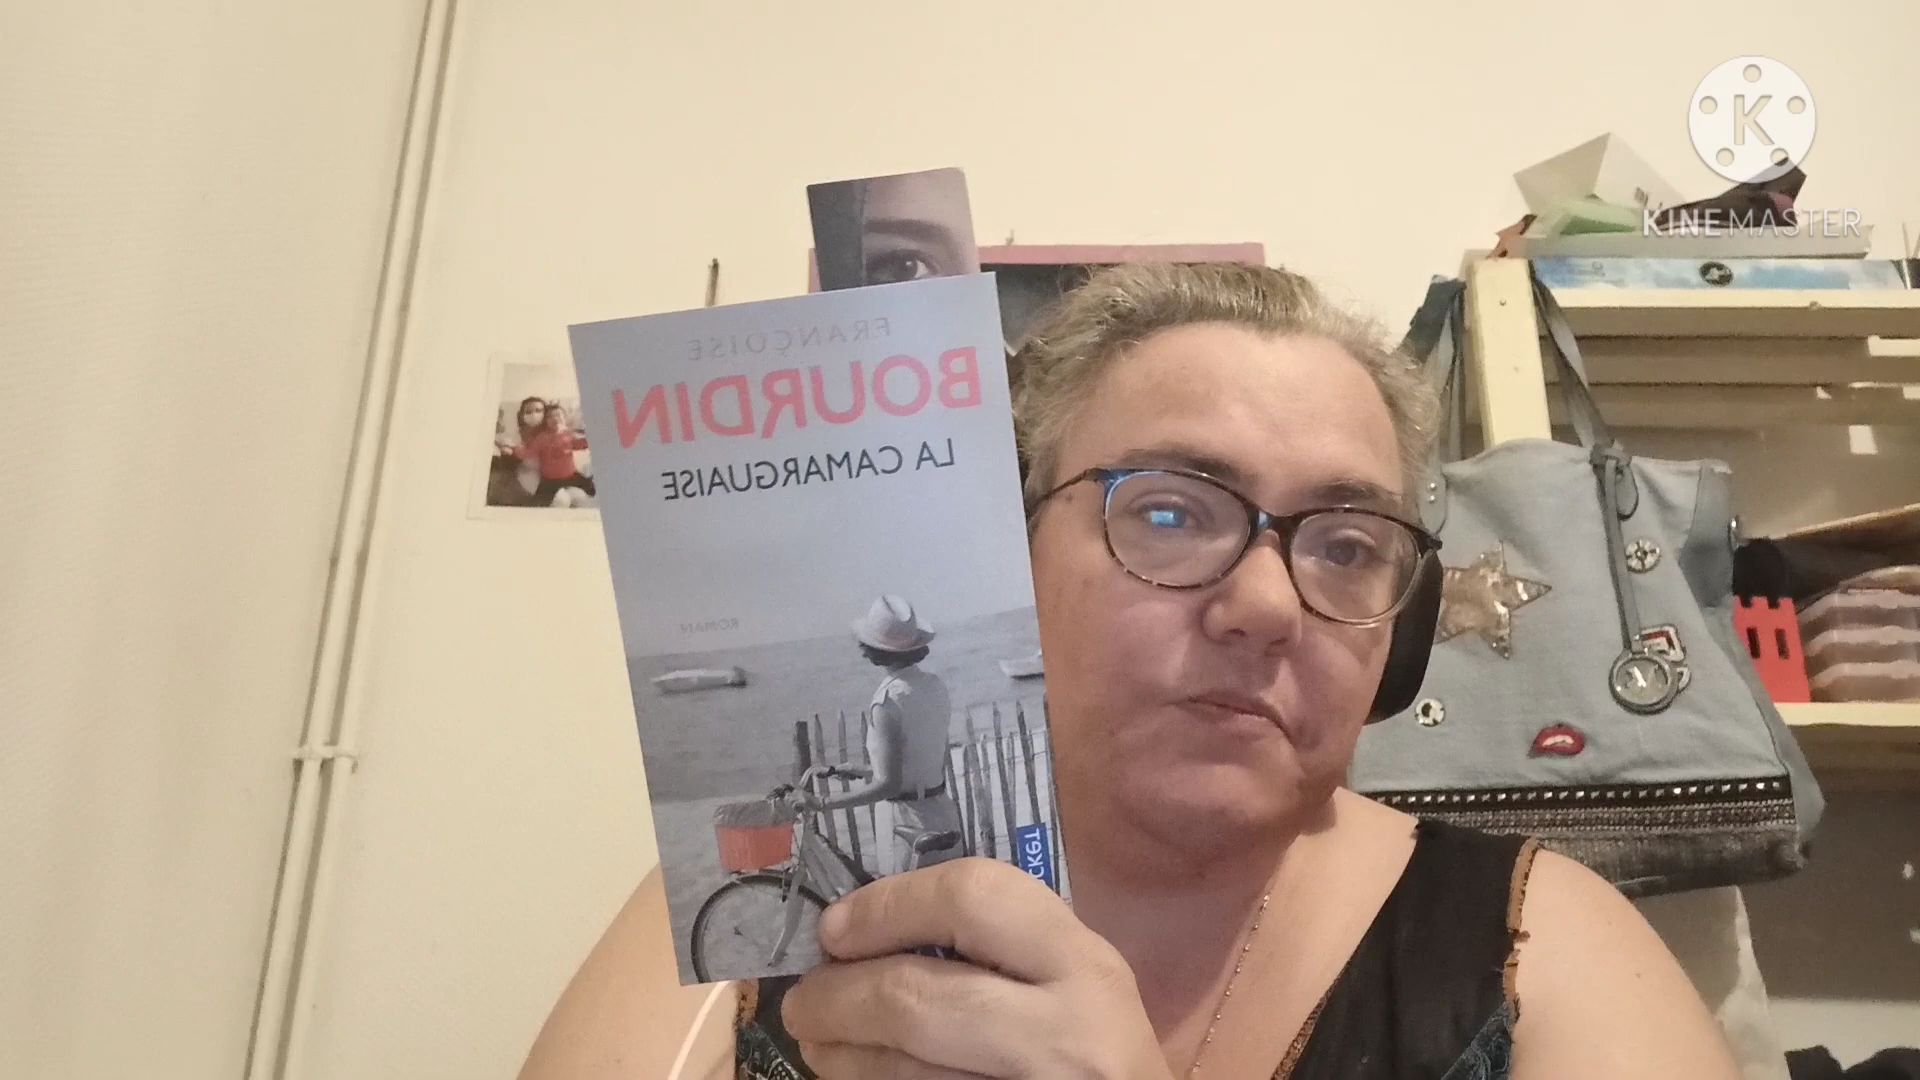 FRANÇOISE
BOURDIN
LA CAMARGUAISE
ROMAN
K
KINEMASTER